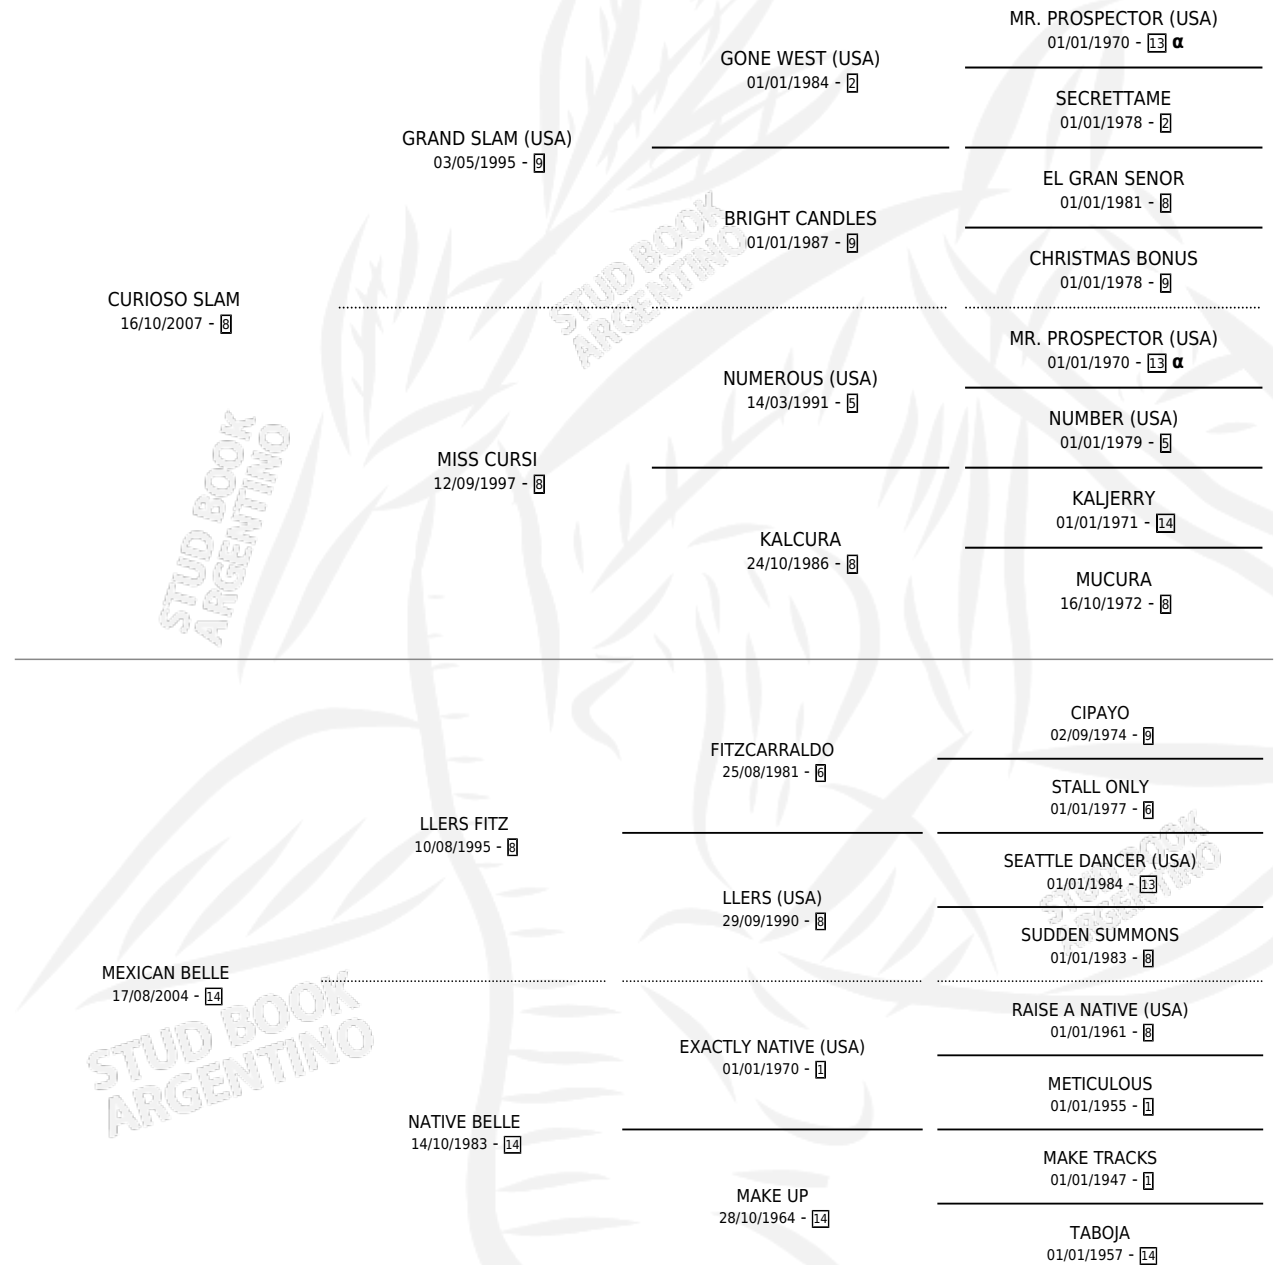 MR. PROSPECTOR (USA)
01/01/1970 - 13 α
GONE WEST (USA)
01/01/1984 - 2
SECRETTAME
01/01/1978 - 2
GRAND SLAM (USA)
03/05/1995 - 9
EL GRAN SENOR
01/01/1981 - 8
BRIGHT CANDLES
01/01/1987 - 9
CHRISTMAS BONUS
01/01/1978 - 9
CURIOSO SLAM
16/10/2007 - 8
MR. PROSPECTOR (USA)
01/01/1970 - 13 α
NUMEROUS (USA)
14/03/1991 - 5
NUMBER (USA)
01/01/1979 - 5
MISS CURSI
12/09/1997 - 8
KALJERRY
01/01/1971 - 14
KALCURA
24/10/1986 - 8
MUCURA
16/10/1972 - 8
CIPAYO
02/09/1974 - 9
FITZCARRALDO
25/08/1981 - 6
STALL ONLY
01/01/1977 - 6
LLERS FITZ
10/08/1995 - 8
SEATTLE DANCER (USA)
01/01/1984 - 13
LLERS (USA)
29/09/1990 - 8
SUDDEN SUMMONS
01/01/1983 - 8
MEXICAN BELLE
17/08/2004 - 14
RAISE A NATIVE (USA)
01/01/1961 - 8
EXACTLY NATIVE (USA)
01/01/1970 - 1
METICULOUS
01/01/1955 - 1
NATIVE BELLE
14/10/1983 - 14
MAKE TRACKS
01/01/1947 - 1
MAKE UP
28/10/1964 - 14
TABOJA
01/01/1957 - 14
STUD BOOK
ARGENTINO
STUD BOOK
ARGENTINO
STUD BOOK
ARGENTINO
STUD BOOK
ARGENTINO